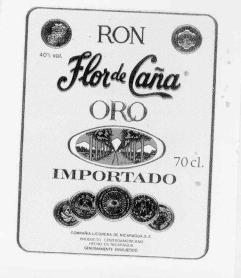 RON
40% vol.
Flor de Caña
ORO
70 cl.
IMPORTADO
COMPAÑIA LICORERA DE NICARAGUA S.A.
PRODUCTO CENTROAMERICANO
HECHO EN NICARAGUA